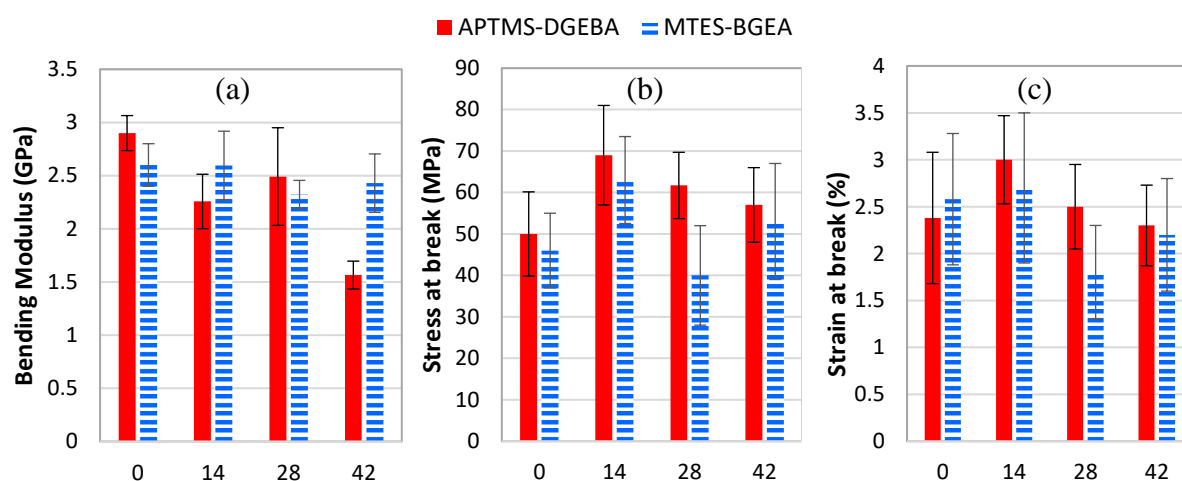 APTMS-DGEBA MTES-BGEA
(a)
Bending Modulus (GPa)
3.5
3
2.5
2
1.5
1
0.5
0
0 14 28 42
(b)
Stress at break (MPa)
90
80
70
60
50
40
30
20
10
0
0 14 28 42
(c)
Strain at break (%)
4
3.5
3
2.5
2
1.5
1
0.5
0
0 14 28 42